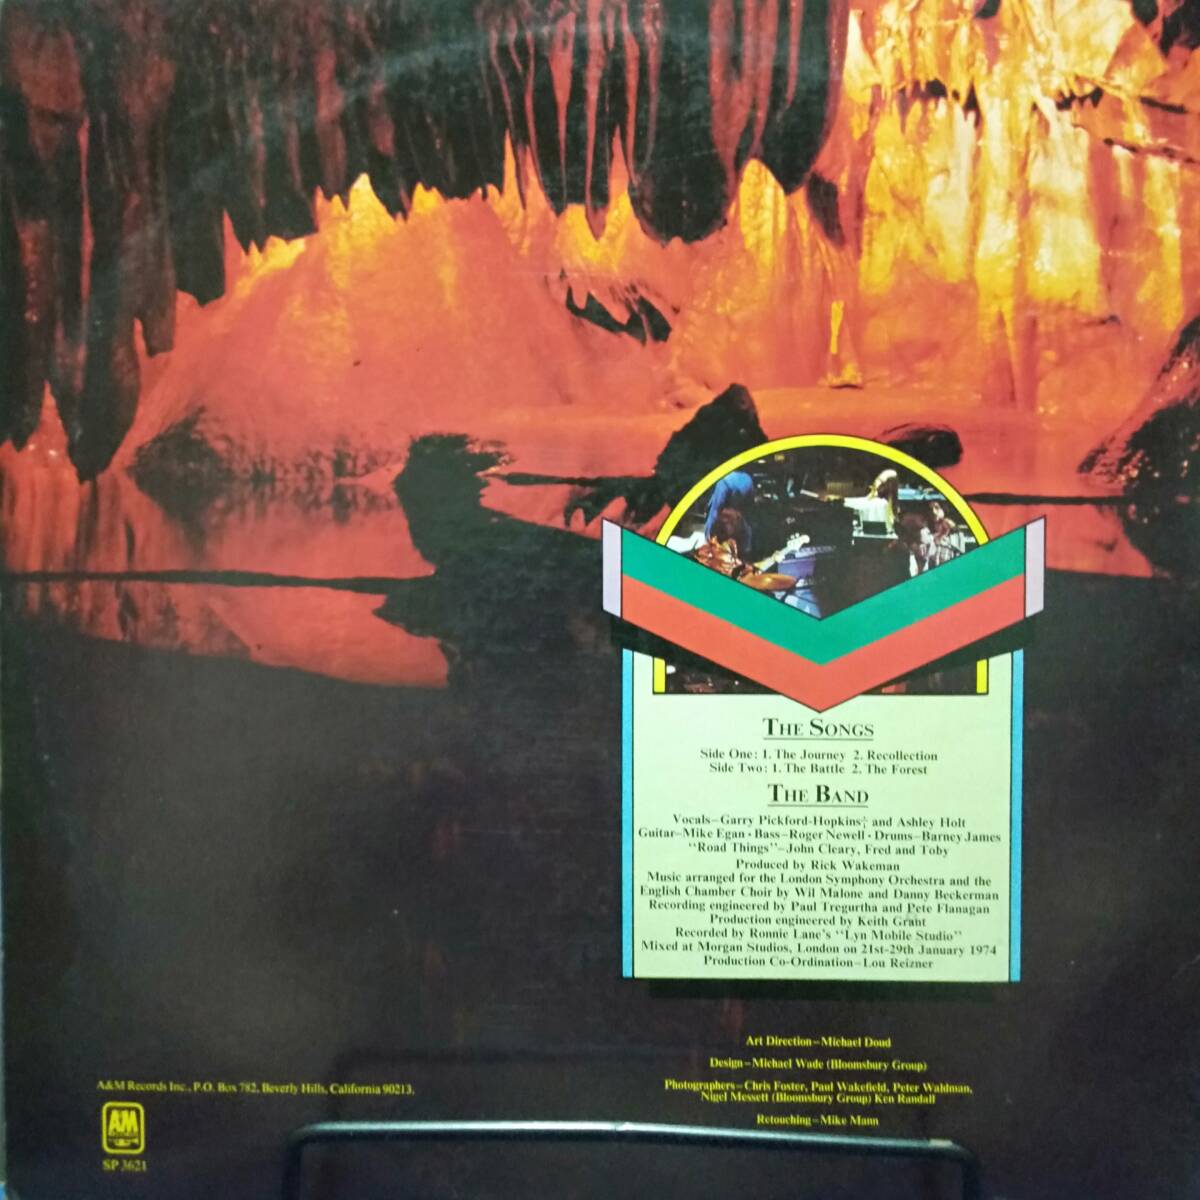 THE SONGS
Side One: 1. The Journey 2. Recollection
Side Two: 1. The Battle 2. The Forest
THE BAND
Vocals–Garry Pickford-Hopkins† and Ashley Holt
Guitar–Mike Egan • Bass–Roger Newell • Drums–Barney James
“Road Things”–John Cleary, Fred and Toby
Produced by Rick Wakeman
Music arranged for the London Symphony Orchestra and the
English Chamber Choir by Wil Malone and Danny Beckerman
Recording engineered by Paul Tregurtha and Pete Flanagan
Production engineered by Keith Grant
Recorded by Ronnie Lane's “Lyn Mobile Studio”
Mixed at Morgan Studios, London on 21st-29th January 1974
Production Co-Ordination–Lou Reizner
Art Direction–Michael Doud
Design–Michael Wade (Bloomsbury Group)
Photographers–Chris Foster, Paul Wakefield, Peter Waldman,
Nigel Messett (Bloomsbury Group) Ken Randall
Retouching–Mike Mann
A&M Records Inc., P.O. Box 782, Beverly Hills, California 90213.
A&M
SP 3621